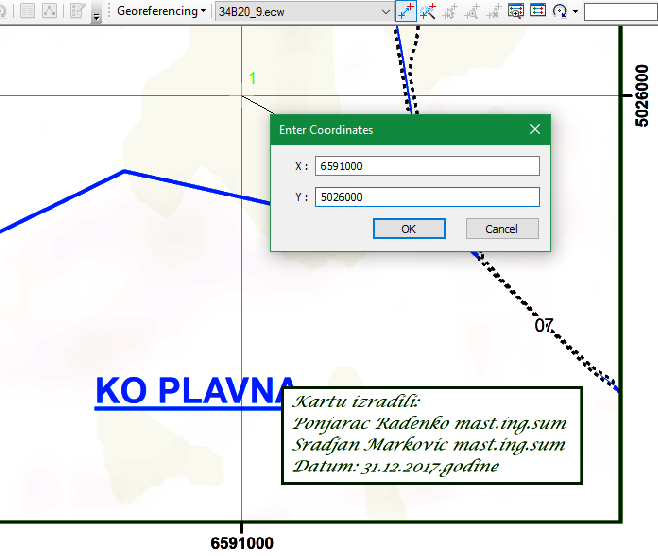 Georeferencing 34B20_9.ecw
1
5026000
Enter Coordinates
X: 6591000
Y: 5026000
OK Cancel
07
KO PLAVNA
Kartu izradili:
Ponjarac Radenko mast.ing.sum
Sradjan Markovic mast.ing.sum
Datum: 31.12.2017.godine
6591000